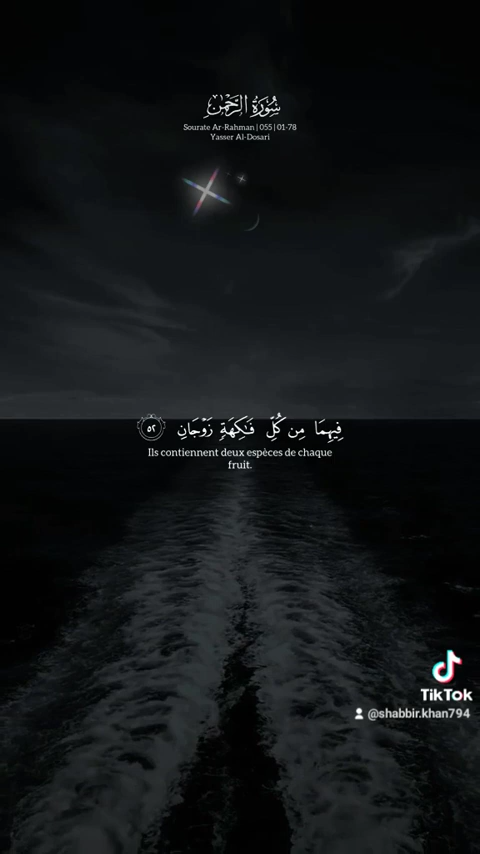 سُورَةُ الرَّحْمٰن
Sourate Ar-Rahman | 055 | 01-78
Yasser Al-Dosari
فِيهِمَا مِن كُلِّ فَـٰكِهَةٍ زَوْجَانِ ٥٢
Ils contiennent deux espèces de chaque
fruit.
TikTok
@shabbir.khan794